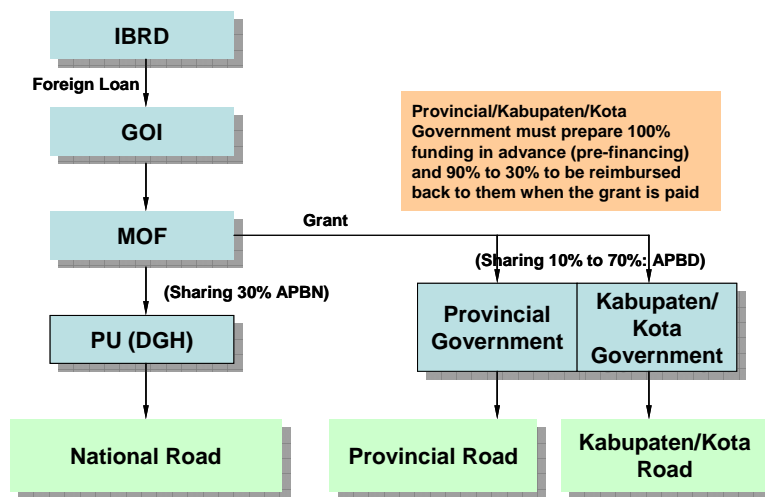 IBRD
Foreign Loan
GOI
Provincial/Kabupaten/Kota
Government must prepare 100%
funding in advance (pre-financing)
and 90% to 30% to be reimbursed
back to them when the grant is paid
MOF
Grant
(Sharing 30% APBN)
(Sharing 10% to 70%: APBD)
PU (DGH)
Provincial
Government
Kabupaten/
Kota
Government
National Road
Provincial Road
Kabupaten/Kota
Road